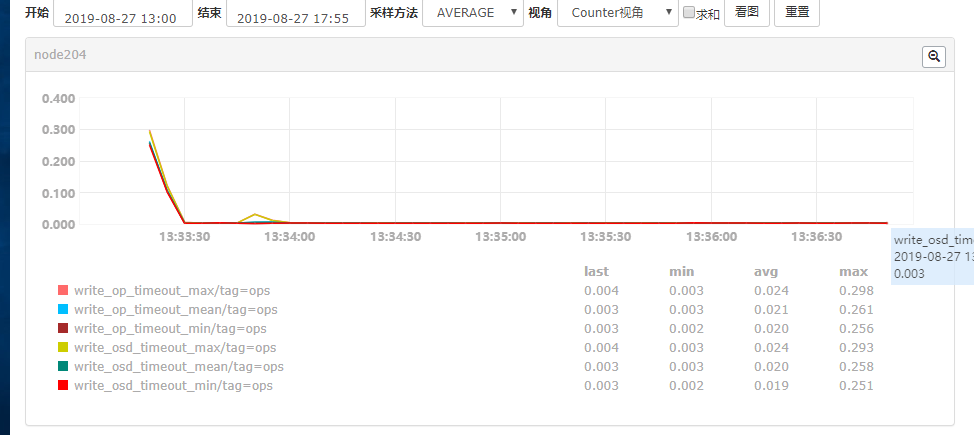 开始 2019-08-27 13:00 结束 2019-08-27 17:55 采样方法 AVERAGE 视角 Counter视角 求和 看图 重置
node204
0.400
0.300
0.200
0.100
0.000
13:33:30 13:34:00 13:34:30 13:35:00 13:35:30 13:36:00 13:36:30
write_osd_tim
2019-08-27 13
0.003
last min avg max
write_op_timeout_max/tag=ops 0.004 0.003 0.024 0.298
write_op_timeout_mean/tag=ops 0.003 0.003 0.021 0.261
write_op_timeout_min/tag=ops 0.003 0.002 0.020 0.256
write_osd_timeout_max/tag=ops 0.004 0.003 0.024 0.293
write_osd_timeout_mean/tag=ops 0.003 0.003 0.020 0.258
write_osd_timeout_min/tag=ops 0.003 0.002 0.019 0.251